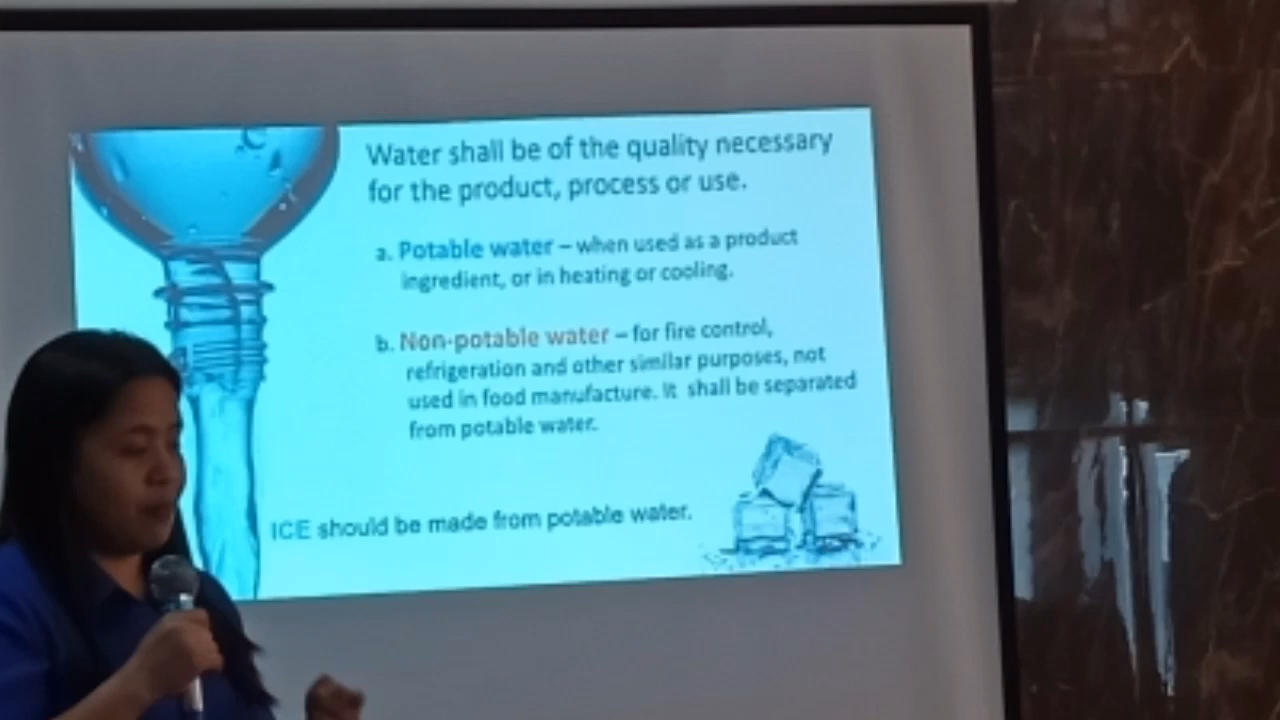 Water shall be of the quality necessary
for the product, process or use.
a. Potable water – when used as a product
ingredient, or in heating or cooling.
b. Non-potable water – for fire control,
refrigeration and other similar purposes, not
used in food manufacture. It shall be separated
from potable water.
ICE should be made from potable water.